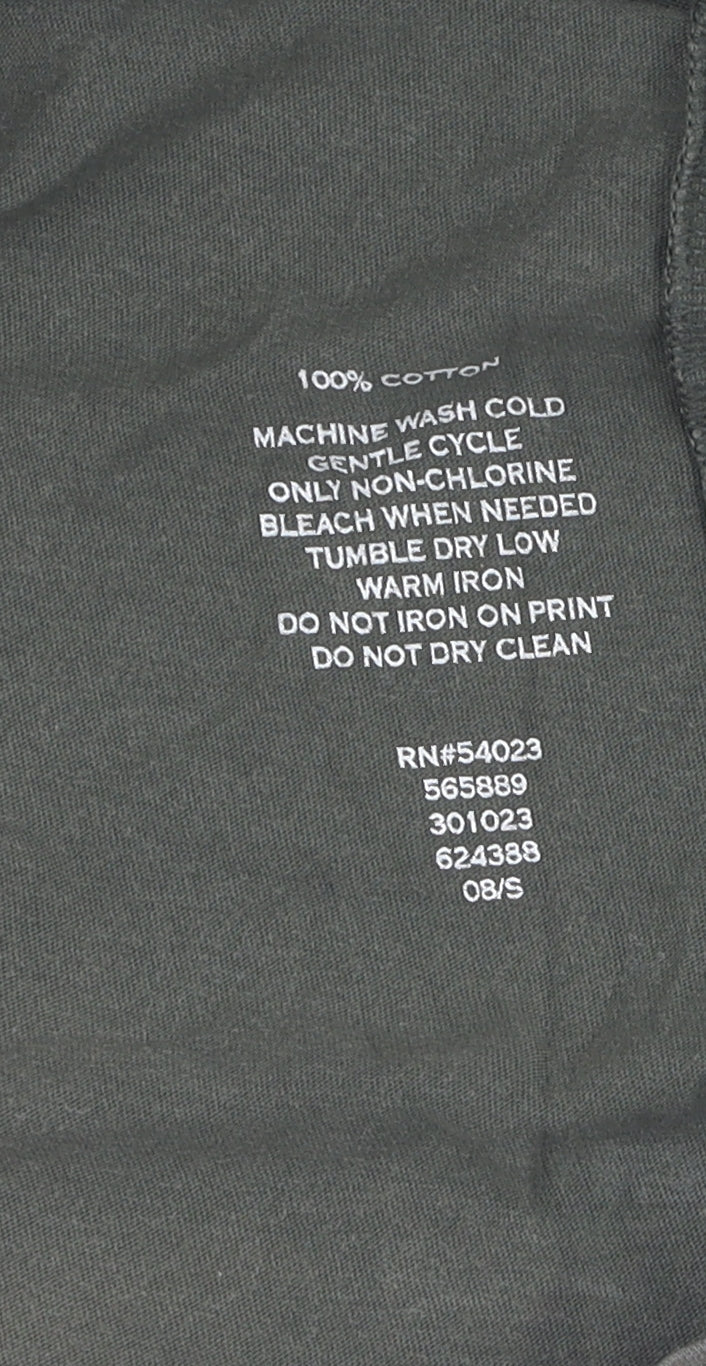 100% COTTON
MACHINE WASH COLD
GENTLE CYCLE
ONLY NON-CHLORINE
BLEACH WHEN NEEDED
TUMBLE DRY LOW
WARM IRON
DO NOT IRON ON PRINT
DO NOT DRY CLEAN
RN#54023
565889
301023
624388
08/S